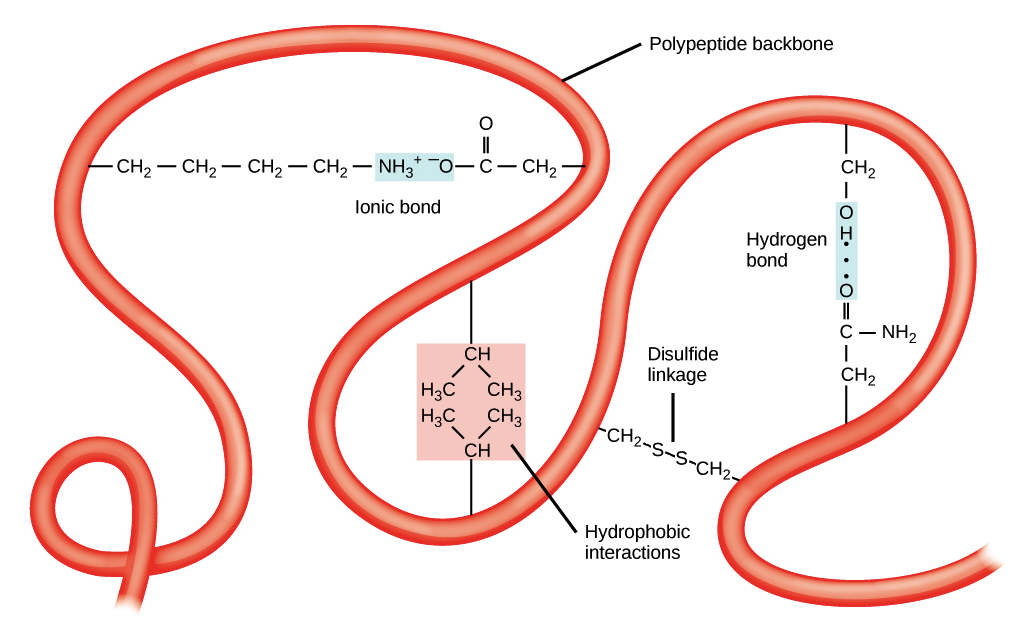 Polypeptide backbone
O
CH₂ — CH₂ — CH₂ — CH₂ — NH₃⁺ ⁻O — C — CH₂
Ionic bond
CH₂
O
H
Hydrogen
bond
O
C — NH₂
CH₂
CH
H₃C CH₃
H₃C CH₃
CH
Disulfide
linkage
CH₂ S S CH₂
Hydrophobic
interactions